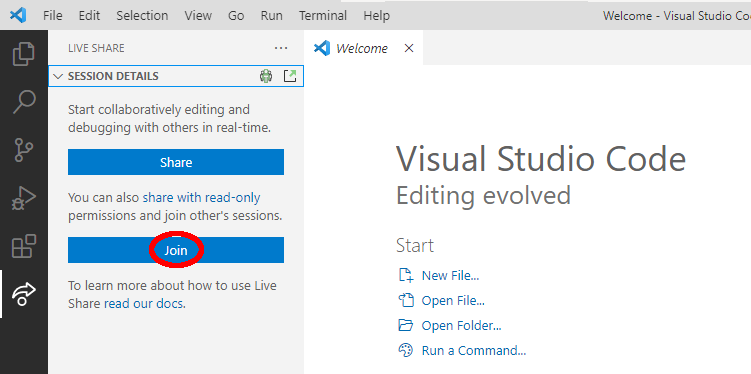 File Edit Selection View Go Run Terminal Help Welcome - Visual Studio Cod
LIVE SHARE ···
Welcome
SESSION DETAILS
Start collaboratively editing and
debugging with others in real-time.
Share
You can also share with read-only
permissions and join other's sessions.
Join
To learn more about how to use Live
Share read our docs.
Visual Studio Code
Editing evolved
Start
New File...
Open File...
Open Folder...
Run a Command...